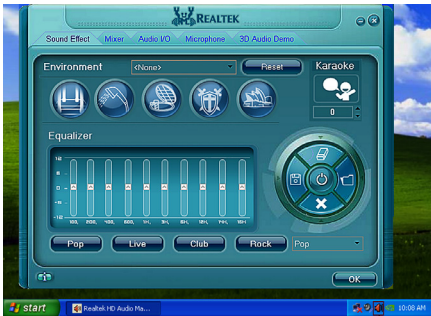 REALTEK
Sound Effect Mixer Audio I/O Microphone 3D Audio Demo
Environment <None> Reset Karaoke
0
Equalizer
Pop Live Club Rock Pop
OK
start Realtek HD Audio Ma... 10:08 AM